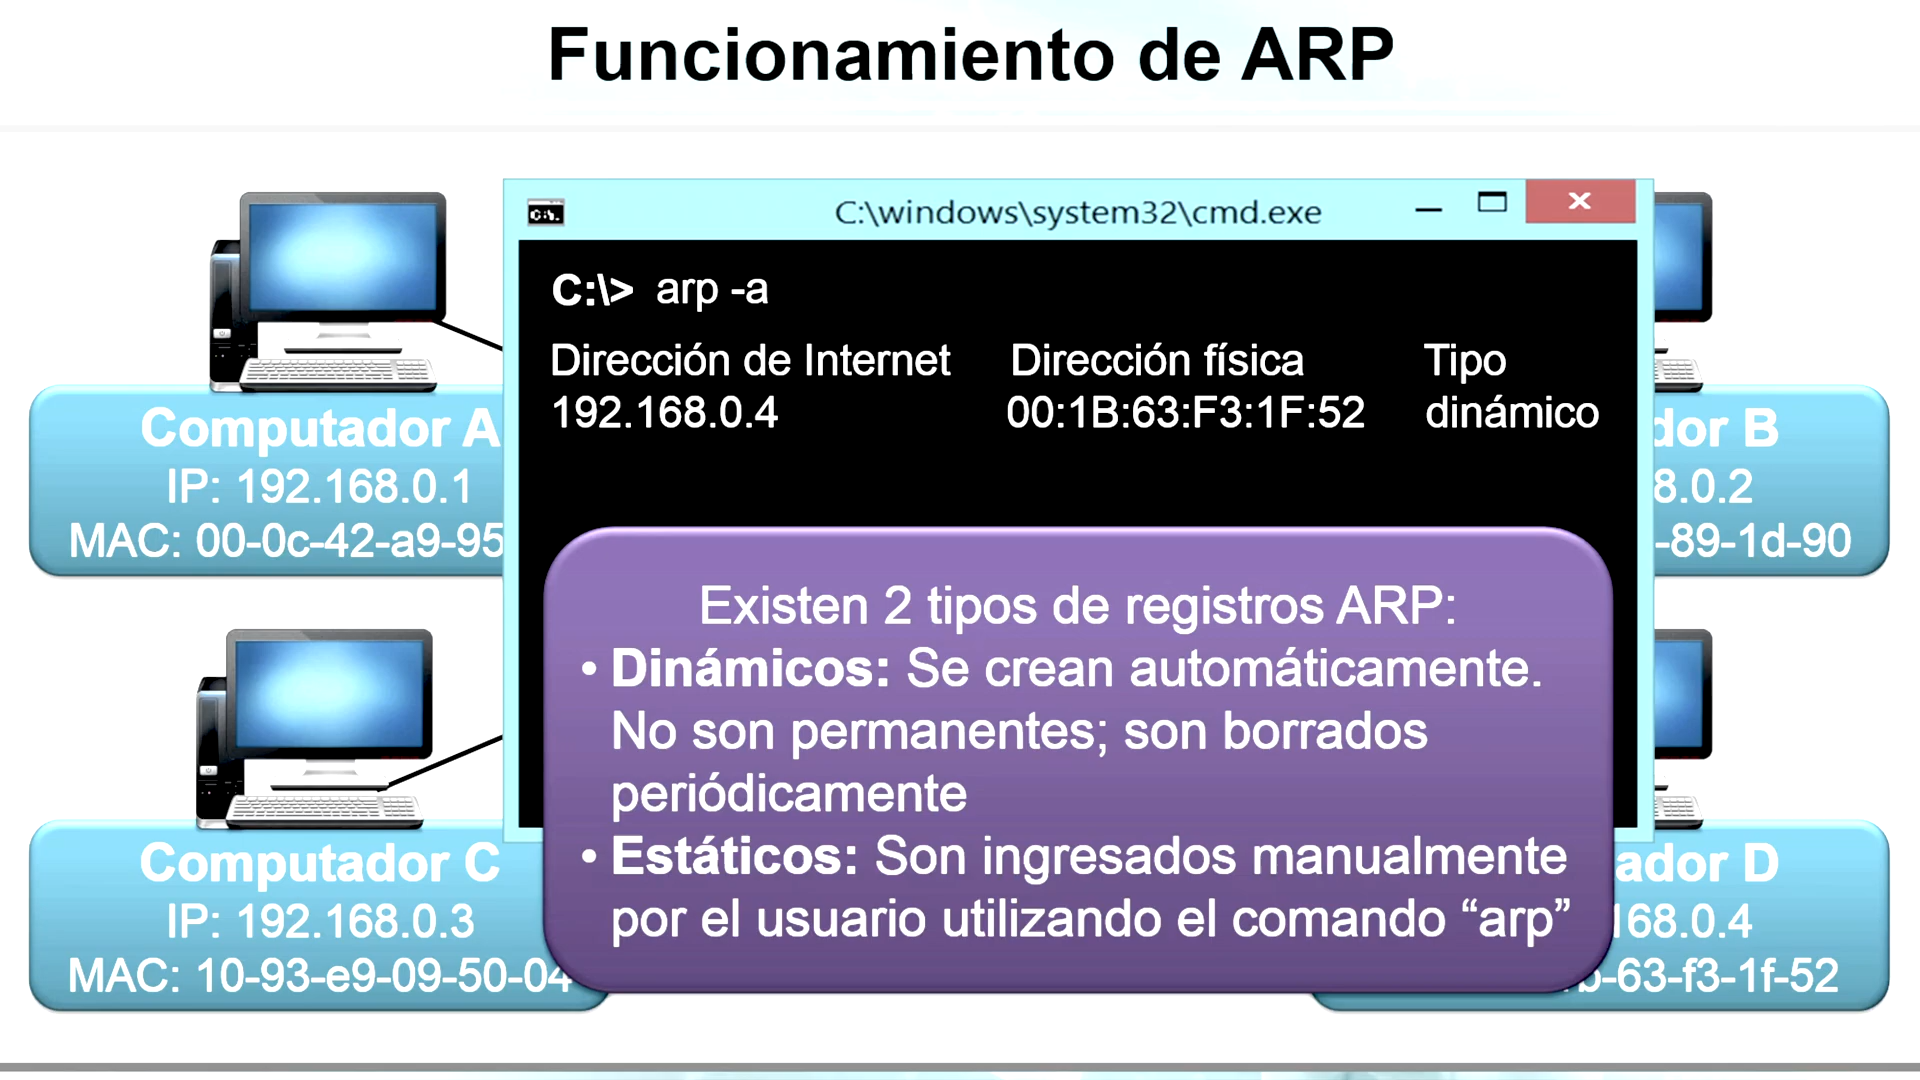 Funcionamiento de ARP
C:\windows\system32\cmd.exe
C:\> arp -a
Dirección de Internet Dirección física Tipo
192.168.0.4 00:1B:63:F3:1F:52 dinámico
Computador A
IP: 192.168.0.1
MAC: 00-0c-42-a9-95
dor B
8.0.2
-89-1d-90
Existen 2 tipos de registros ARP:
• Dinámicos: Se crean automáticamente.
No son permanentes; son borrados
periódicamente
• Estáticos: Son ingresados manualmente
por el usuario utilizando el comando “arp”
Computador C
IP: 192.168.0.3
MAC: 10-93-e9-09-50-04
ador D
168.0.4
b-63-f3-1f-52